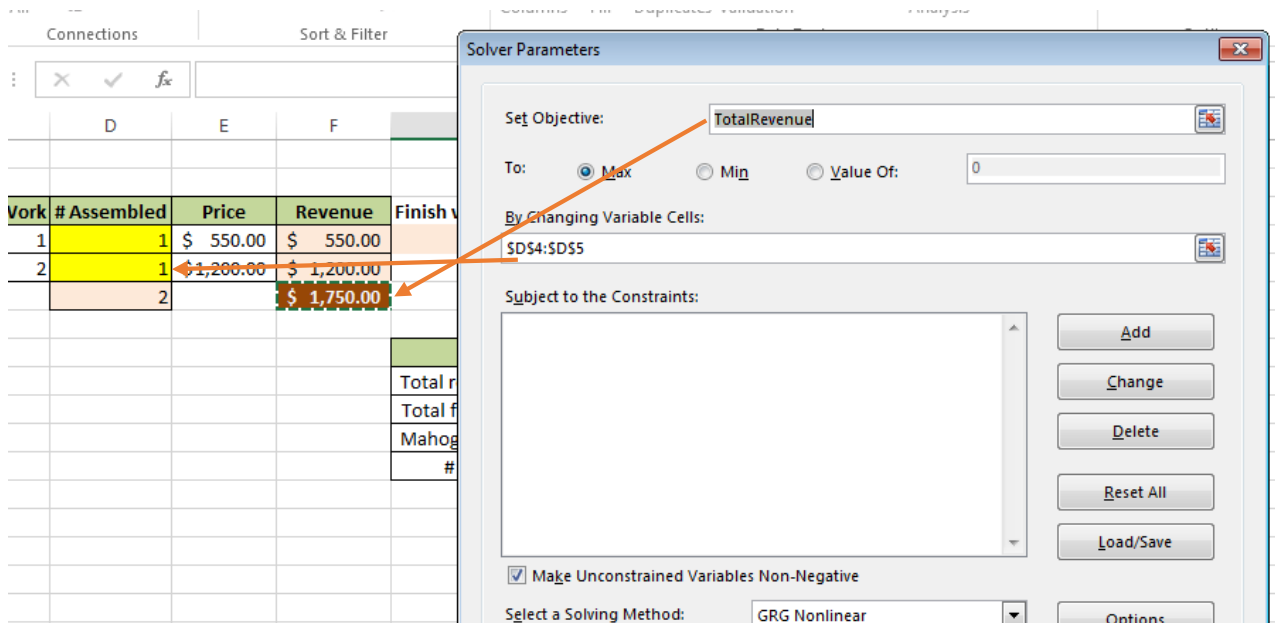 Connections Sort & Filter
Solver Parameters
fx
D E F
Set Objective: TotalRevenue
To: Max Min Value Of: 0
Work # Assembled Price Revenue Finish
By Changing Variable Cells:
1 1 $ 550.00 $ 550.00
$D$4:$D$5
2 1 $1,200.00 $ 1,200.00
2 $ 1,750.00
Subject to the Constraints:
Add
Total
Change
Total
Delete
#
Reset All
Load/Save
Make Unconstrained Variables Non-Negative
Select a Solving Method: GRG Nonlinear Options